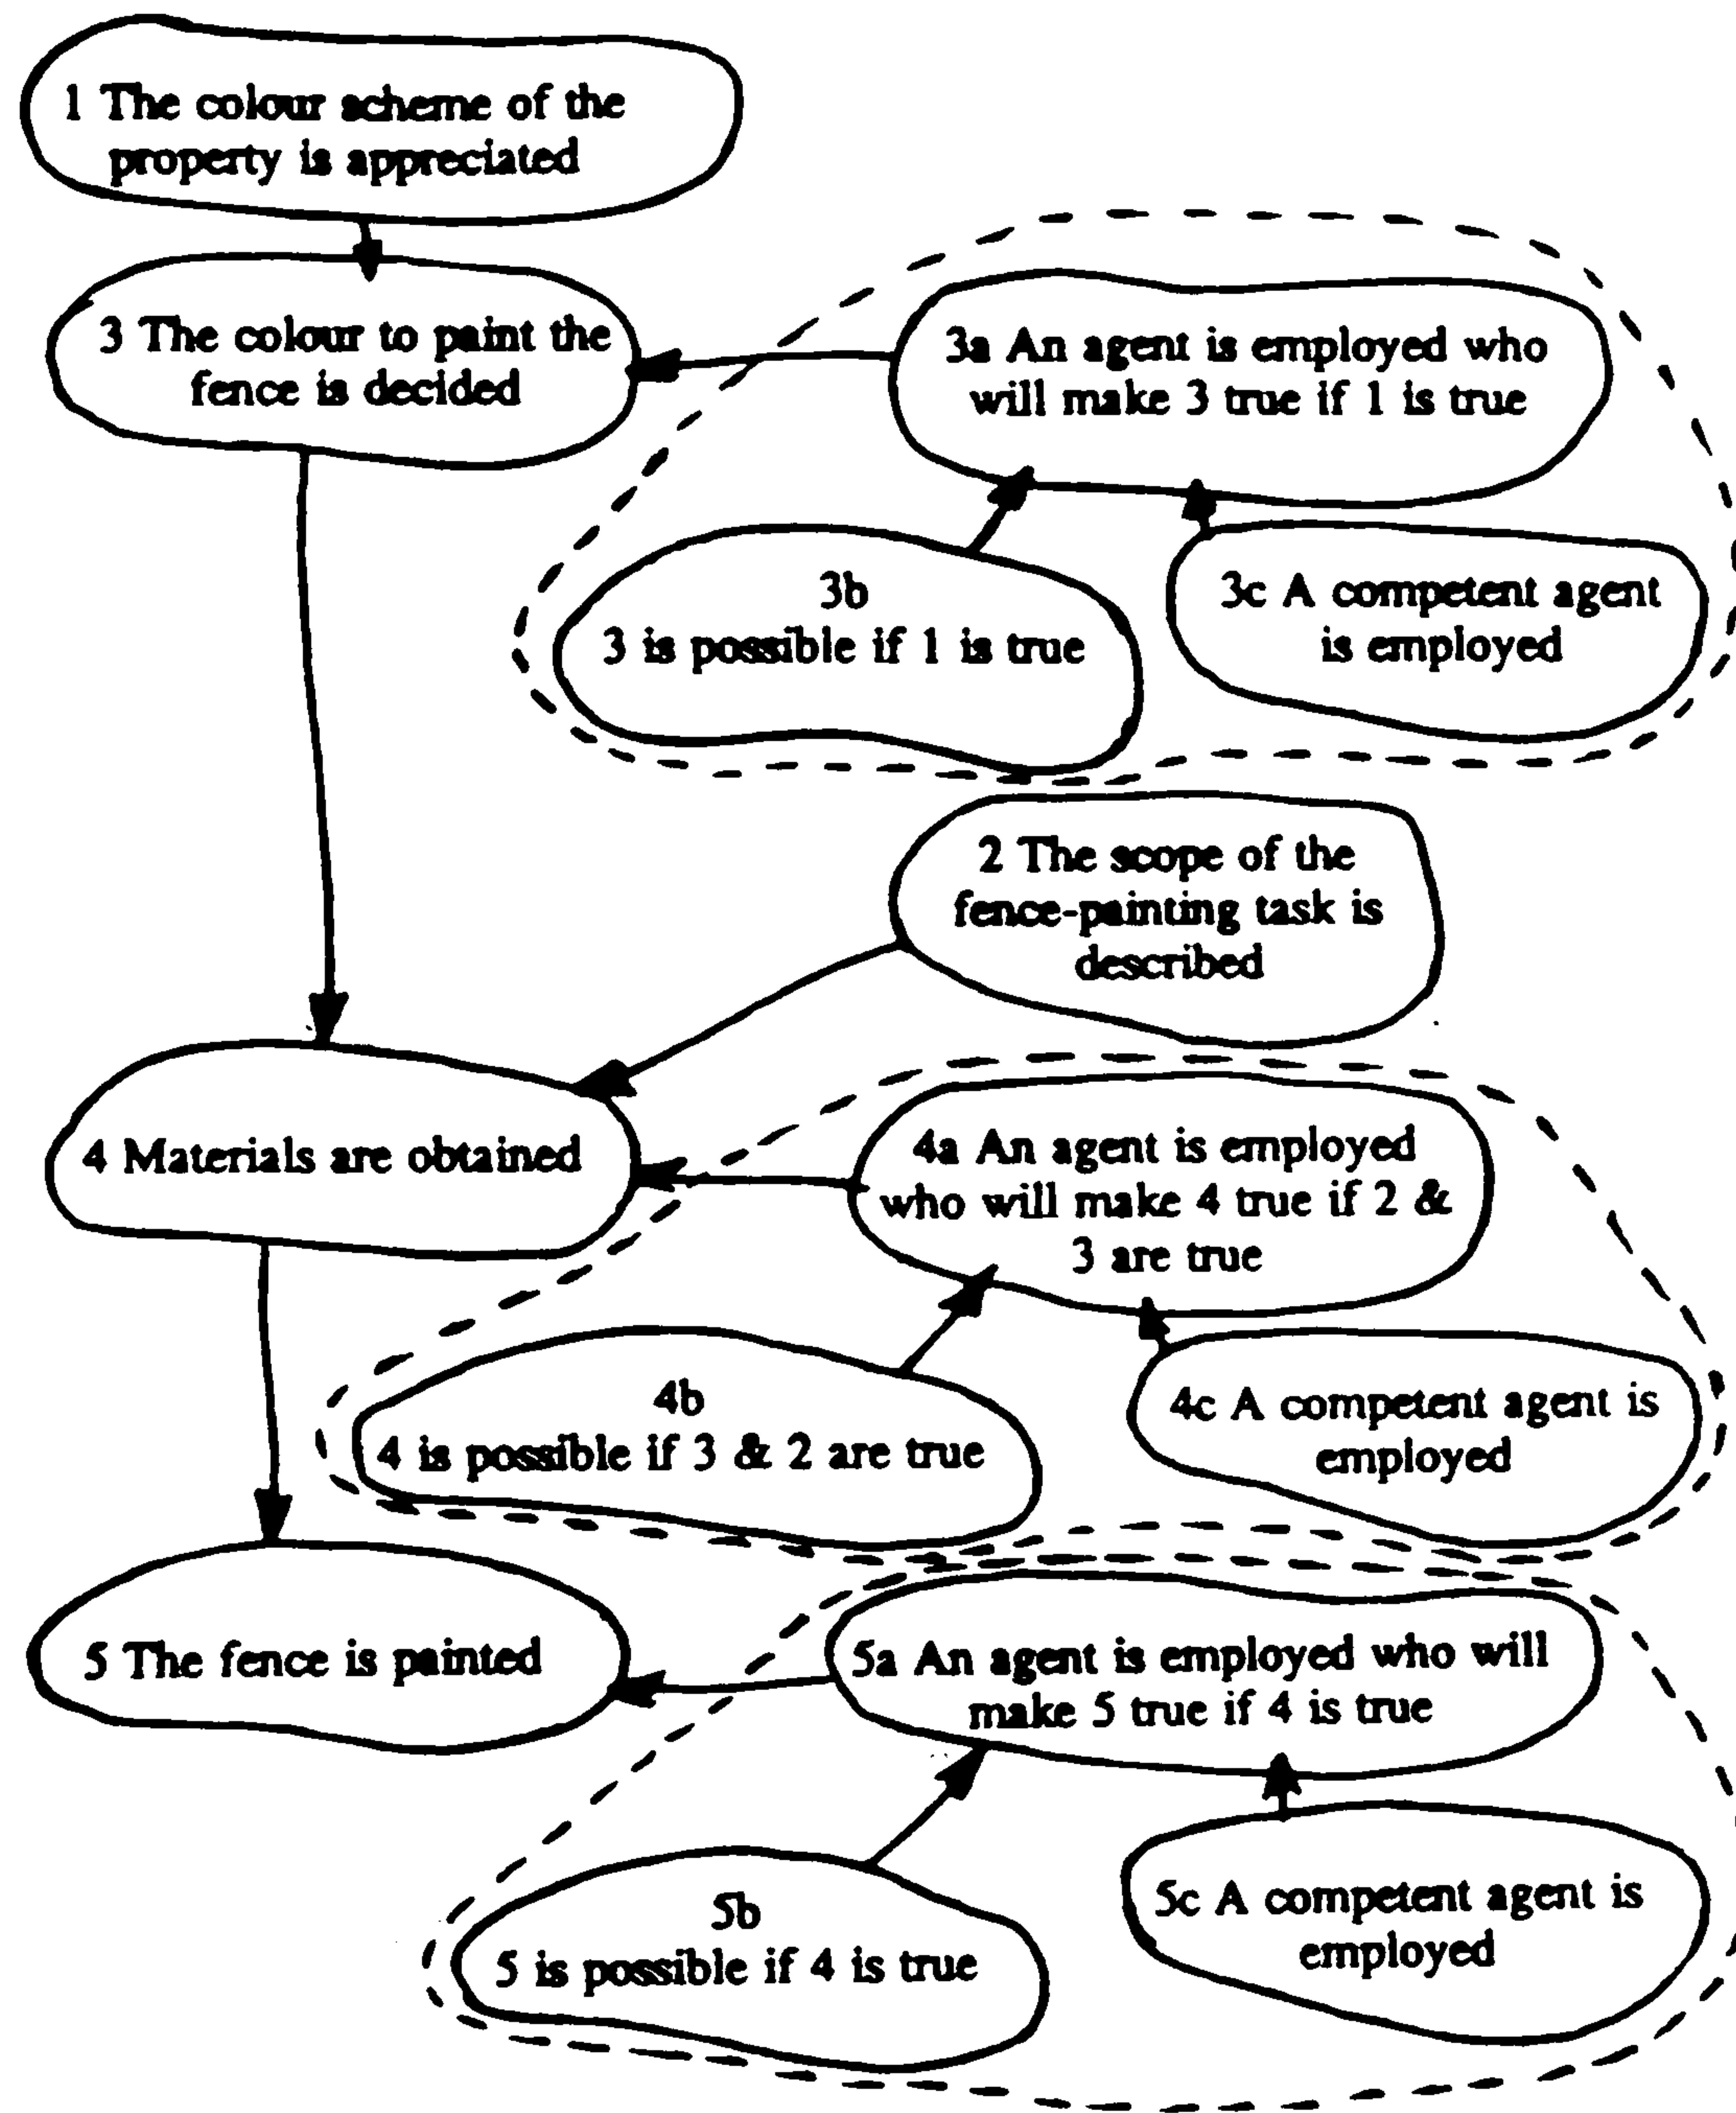 1 The colour scheme of the
property is appreciated
3 The colour to paint the
fence is decided
3a An agent is employed who
will make 3 true if 1 is true
3b
3 is possible if 1 is true
3c A competent agent
is employed
2 The scope of the
fence-painting task is
described
4 Materials are obtained
4a An agent is employed
who will make 4 true if 2 &
3 are true
4b
4 is possible if 3 & 2 are true
4c A competent agent is
employed
5 The fence is painted
5a An agent is employed who will
make 5 true if 4 is true
5b
5 is possible if 4 is true
5c A competent agent is
employed